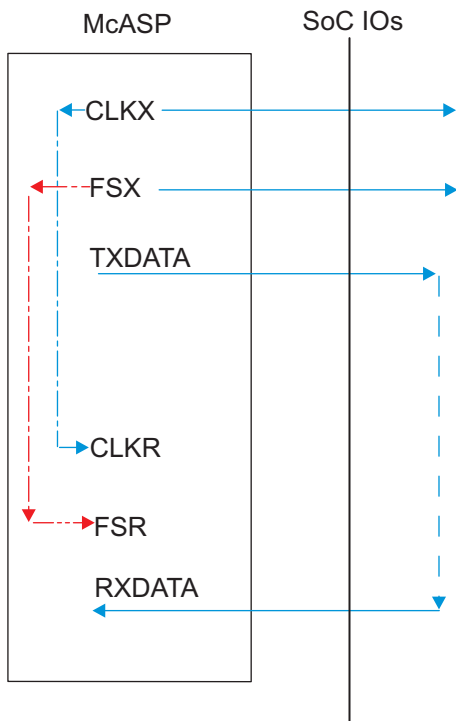 McASP
SoC IOs
CLKX
FSX
TXDATA
CLKR
FSR
RXDATA